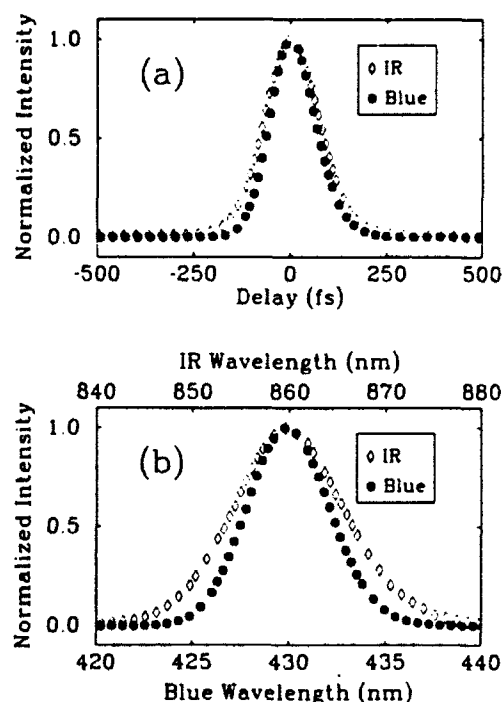 (a)
◊ IR
● Blue
Normalized Intensity
1.0
0.5
0.0
-500 -250 0 250 500
Delay (fs)
IR Wavelength (nm)
840 850 860 870 880
(b)
◊ IR
● Blue
Normalized Intensity
1.0
0.5
0.0
420 425 430 435 440
Blue Wavelength (nm)